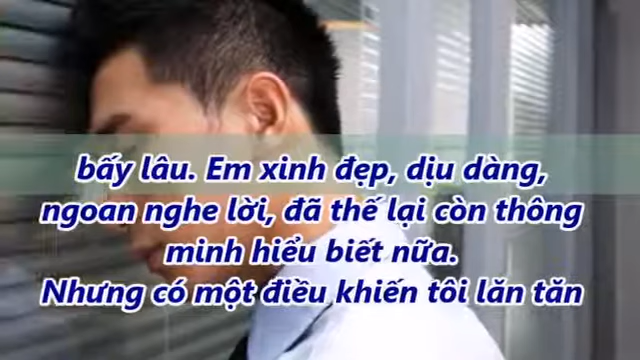 bấy lâu. Em xinh đẹp, dịu dàng,
ngoan nghe lời, đã thế lại còn thông
minh hiểu biết nữa.
Nhưng có một điều khiến tôi lăn tăn